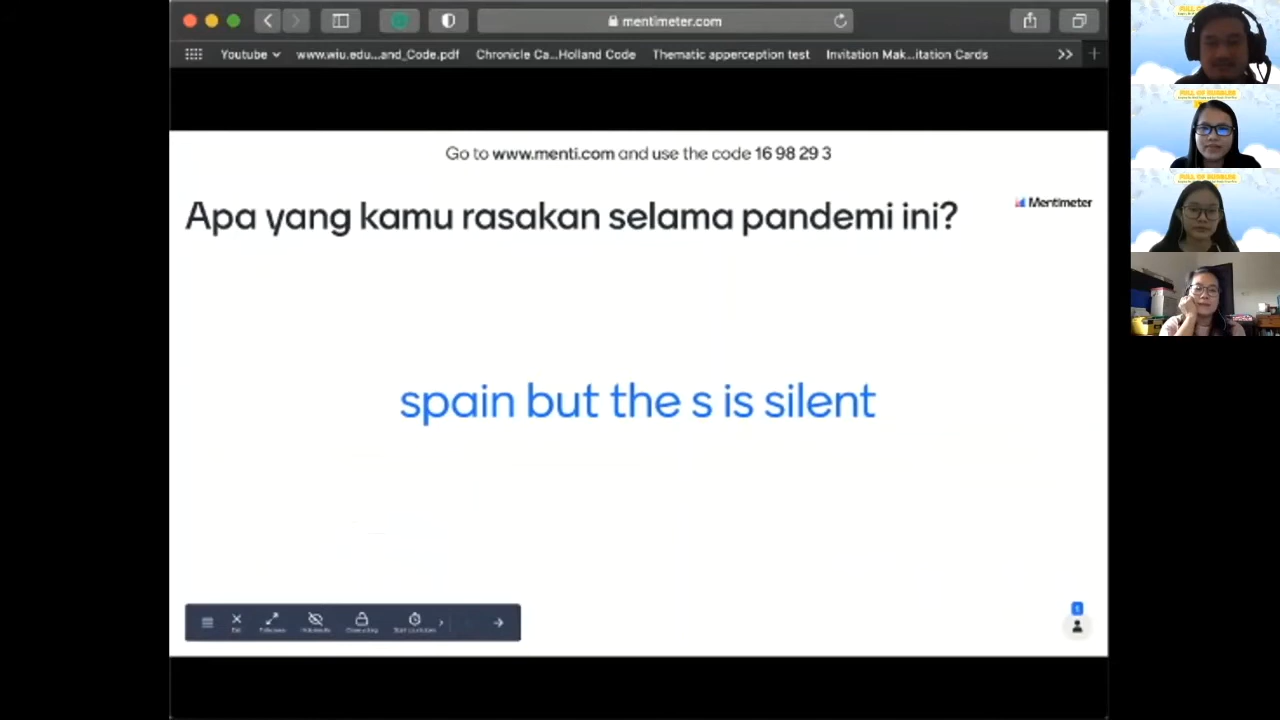 mentimeter.com
Youtube
www.wiu.edu...and_Code.pdf
Chronicle Ca...Holland Code
Thematic apperception test
Invitation Mak...itation Cards
Go to www.menti.com and use the code 16 98 29 3
Apa yang kamu rasakan selama pandemi ini?
Mentimeter
spain but the s is silent